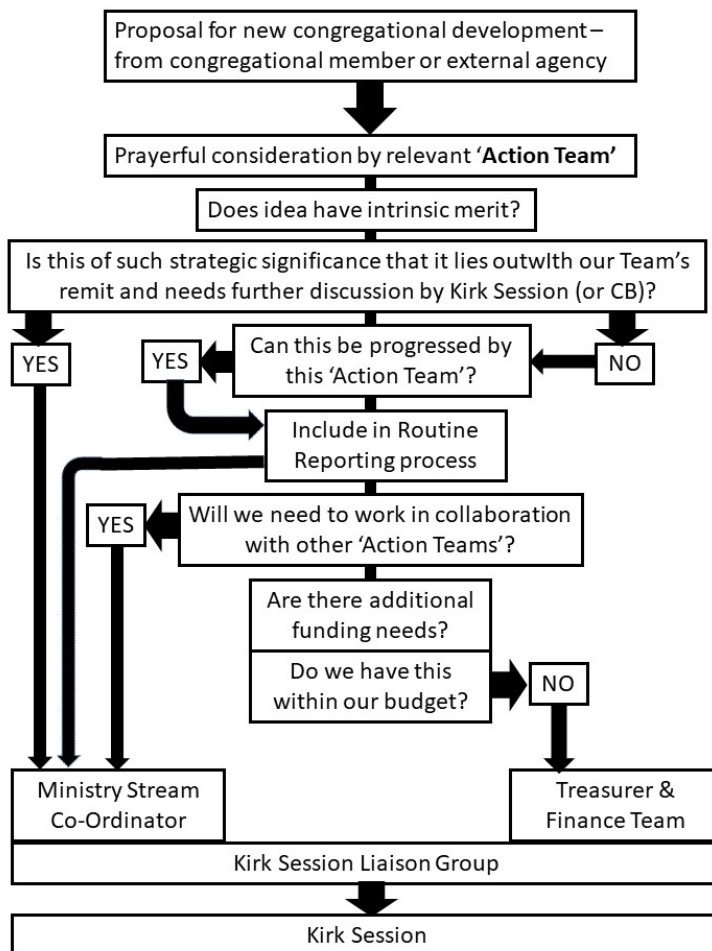 Proposal for new congregational development –
from congregational member or external agency
Prayerful consideration by relevant ‘Action Team’
Does idea have intrinsic merit?
Is this of such strategic significance that it lies outwIth our Team’s
remit and needs further discussion by Kirk Session (or CB)?
YES
YES
Can this be progressed by
this ‘Action Team’?
NO
Include in Routine
Reporting process
YES
Will we need to work in collaboration
with other ‘Action Teams’?
Are there additional
funding needs?
Do we have this
within our budget?
NO
Ministry Stream
Co-Ordinator
Treasurer &
Finance Team
Kirk Session Liaison Group
Kirk Session